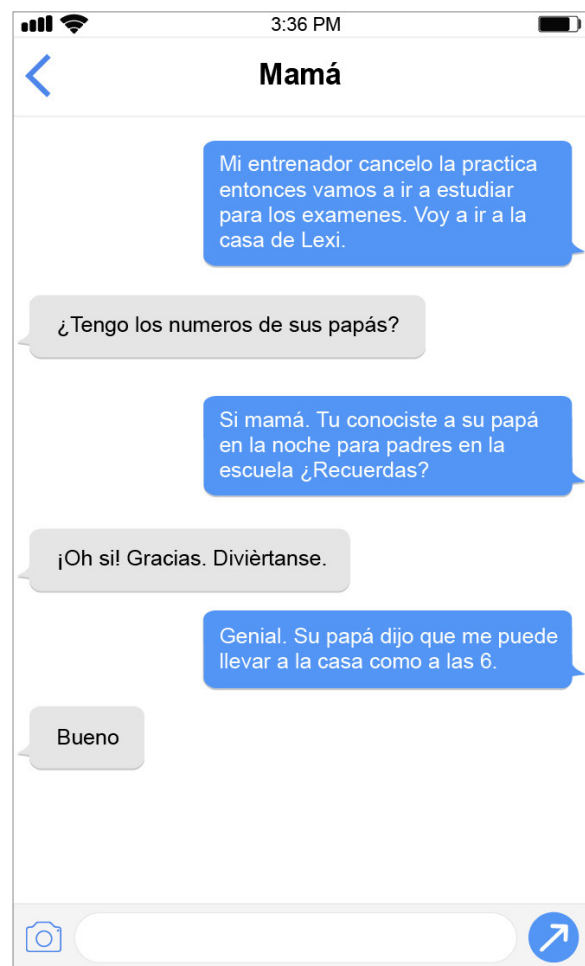 3:36 PM
Mamá
Mi entrenador cancelo la practica
entonces vamos a ir a estudiar
para los examenes. Voy a ir a la
casa de Lexi.
¿Tengo los numeros de sus papás?
Si mamá. Tu conociste a su papá
en la noche para padres en la
escuela ¿Recuerdas?
¡Oh si! Gracias. Divièrtanse.
Genial. Su papá dijo que me puede
llevar a la casa como a las 6.
Bueno